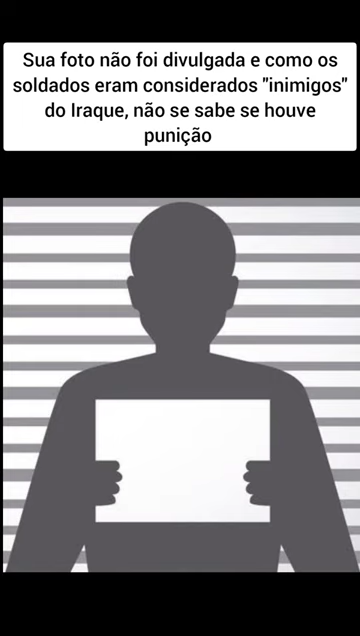 Sua foto não foi divulgada e como os
soldados eram considerados "inimigos"
do Iraque, não se sabe se houve
punição